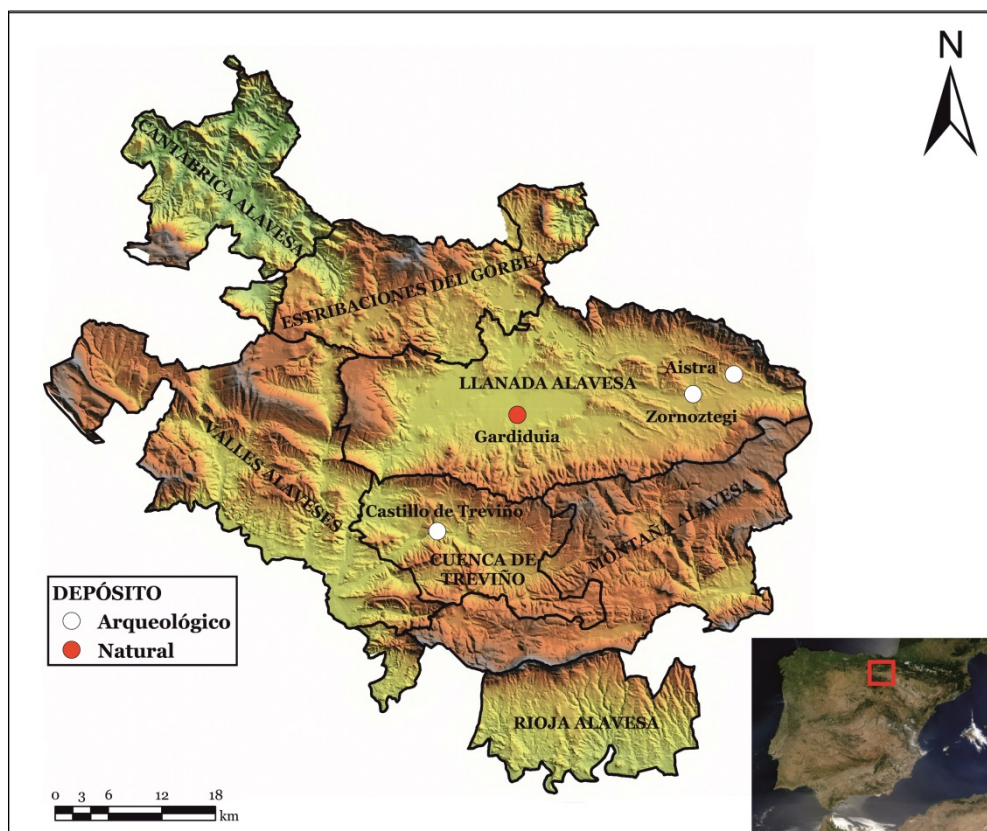 N
CANTÁBRICA ALAVESA
ESTRIBACIONES DEL GORBEA
LLANADA ALAVESA
Aistra
Zornoztegi
Gardiduia
VALLES ALAVESES
Castillo de Treviño
MONTAÑA ALAVESA
CUENCA DE
TREVIÑO
DEPÓSITO
Arqueológico
Natural
RIOJA ALAVESA
0 3 6 12 18
km